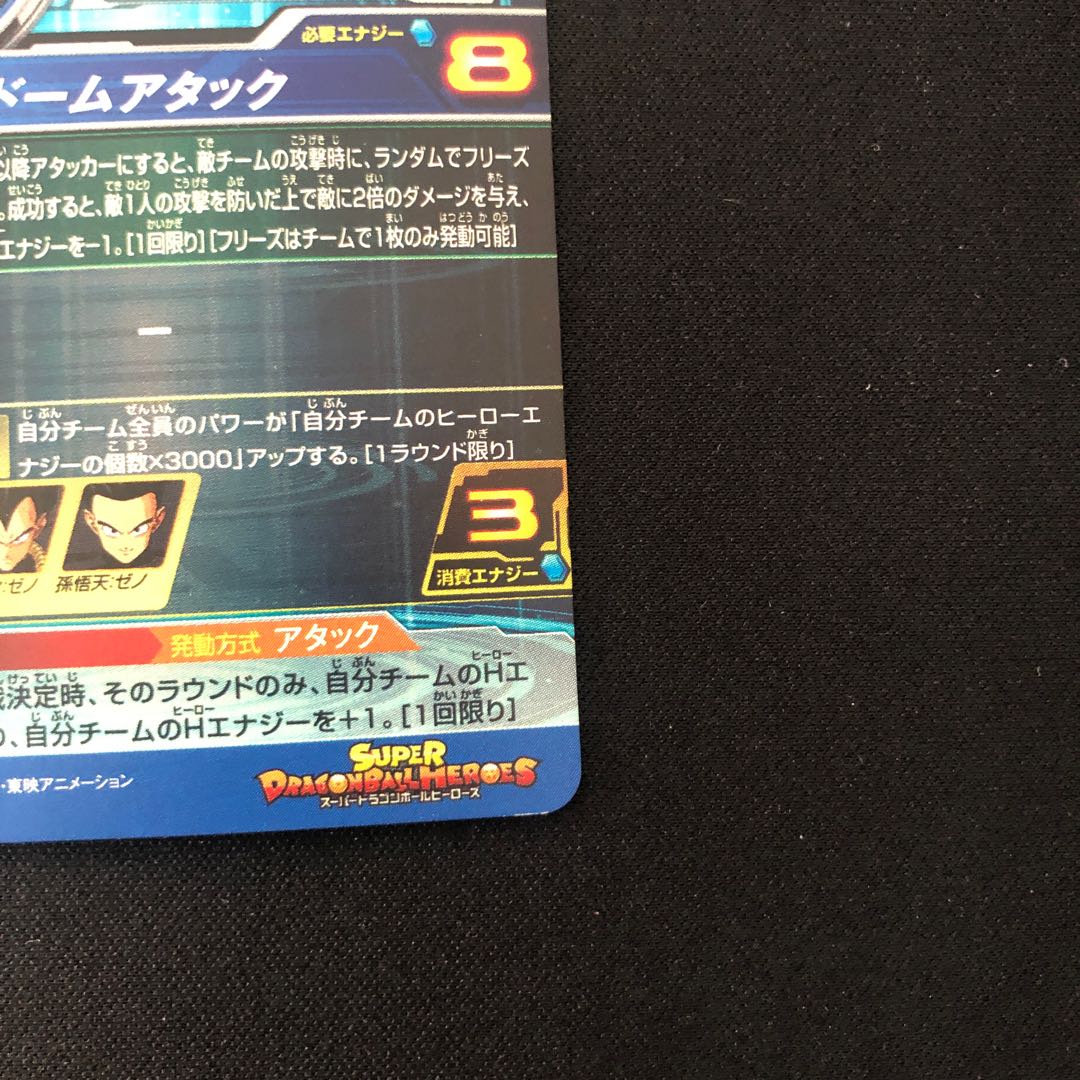 必要エナジー 8
ドームアタック
以降アタッカーにすると、敵チームの攻撃時に、ランダムでフリーズ
。成功すると、敵1人の攻撃を防いだ上で敵に2倍のダメージを与え、
エナジーを−1。[1回限り][フリーズはチームで1枚のみ発動可能]
ー
自分チーム全員のパワーが「自分チームのヒーローエ
ナジーの個数×3000」アップする。[1ラウンド限り]
3
:ゼノ 孫悟天:ゼノ
消費エナジー
発動方式 アタック
決定時、そのラウンドのみ、自分チームのHエ
り、自分チームのHエナジーを+1。[1回限り]
・東映アニメーション
SUPER
DRAGONBALL HEROES
スーパードラゴンボールヒーローズ